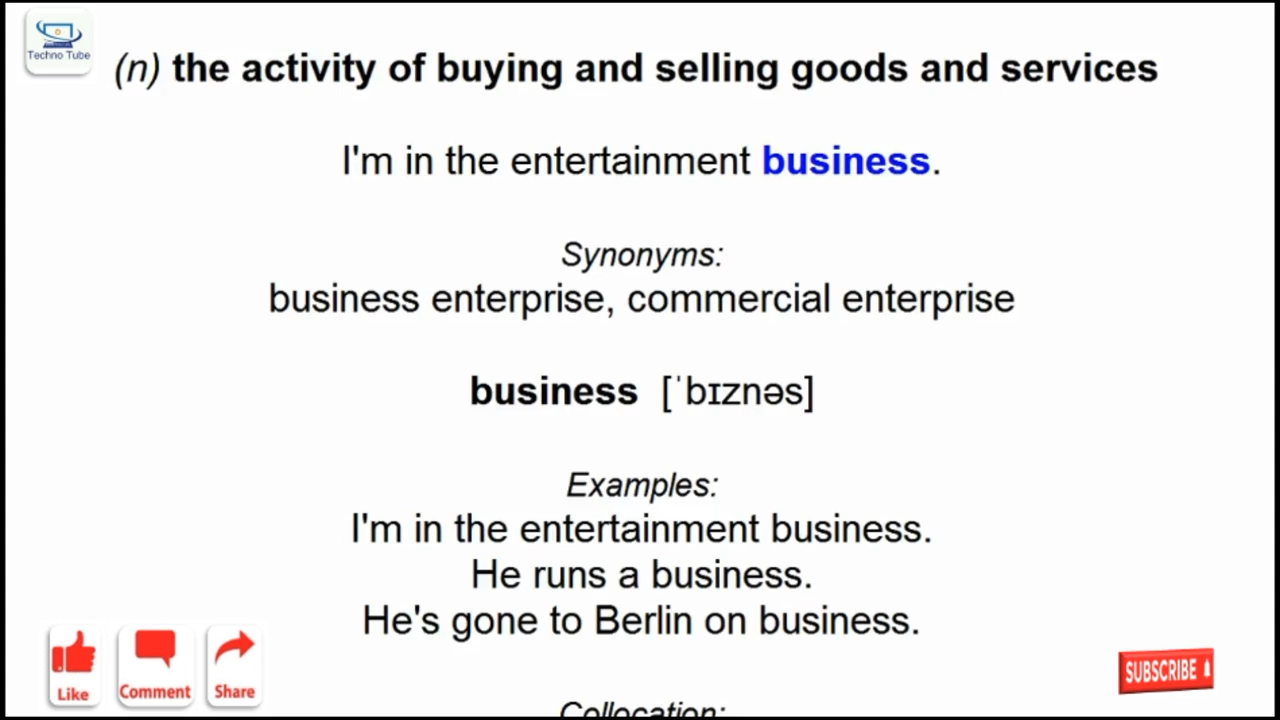 Techno Tube
(n) the activity of buying and selling goods and services
I'm in the entertainment business.
Synonyms:
business enterprise, commercial enterprise
business [ˈbɪznəs]
Examples:
I'm in the entertainment business.
He runs a business.
He's gone to Berlin on business.
Like
Comment
Share
SUBSCRIBE
Collocation: